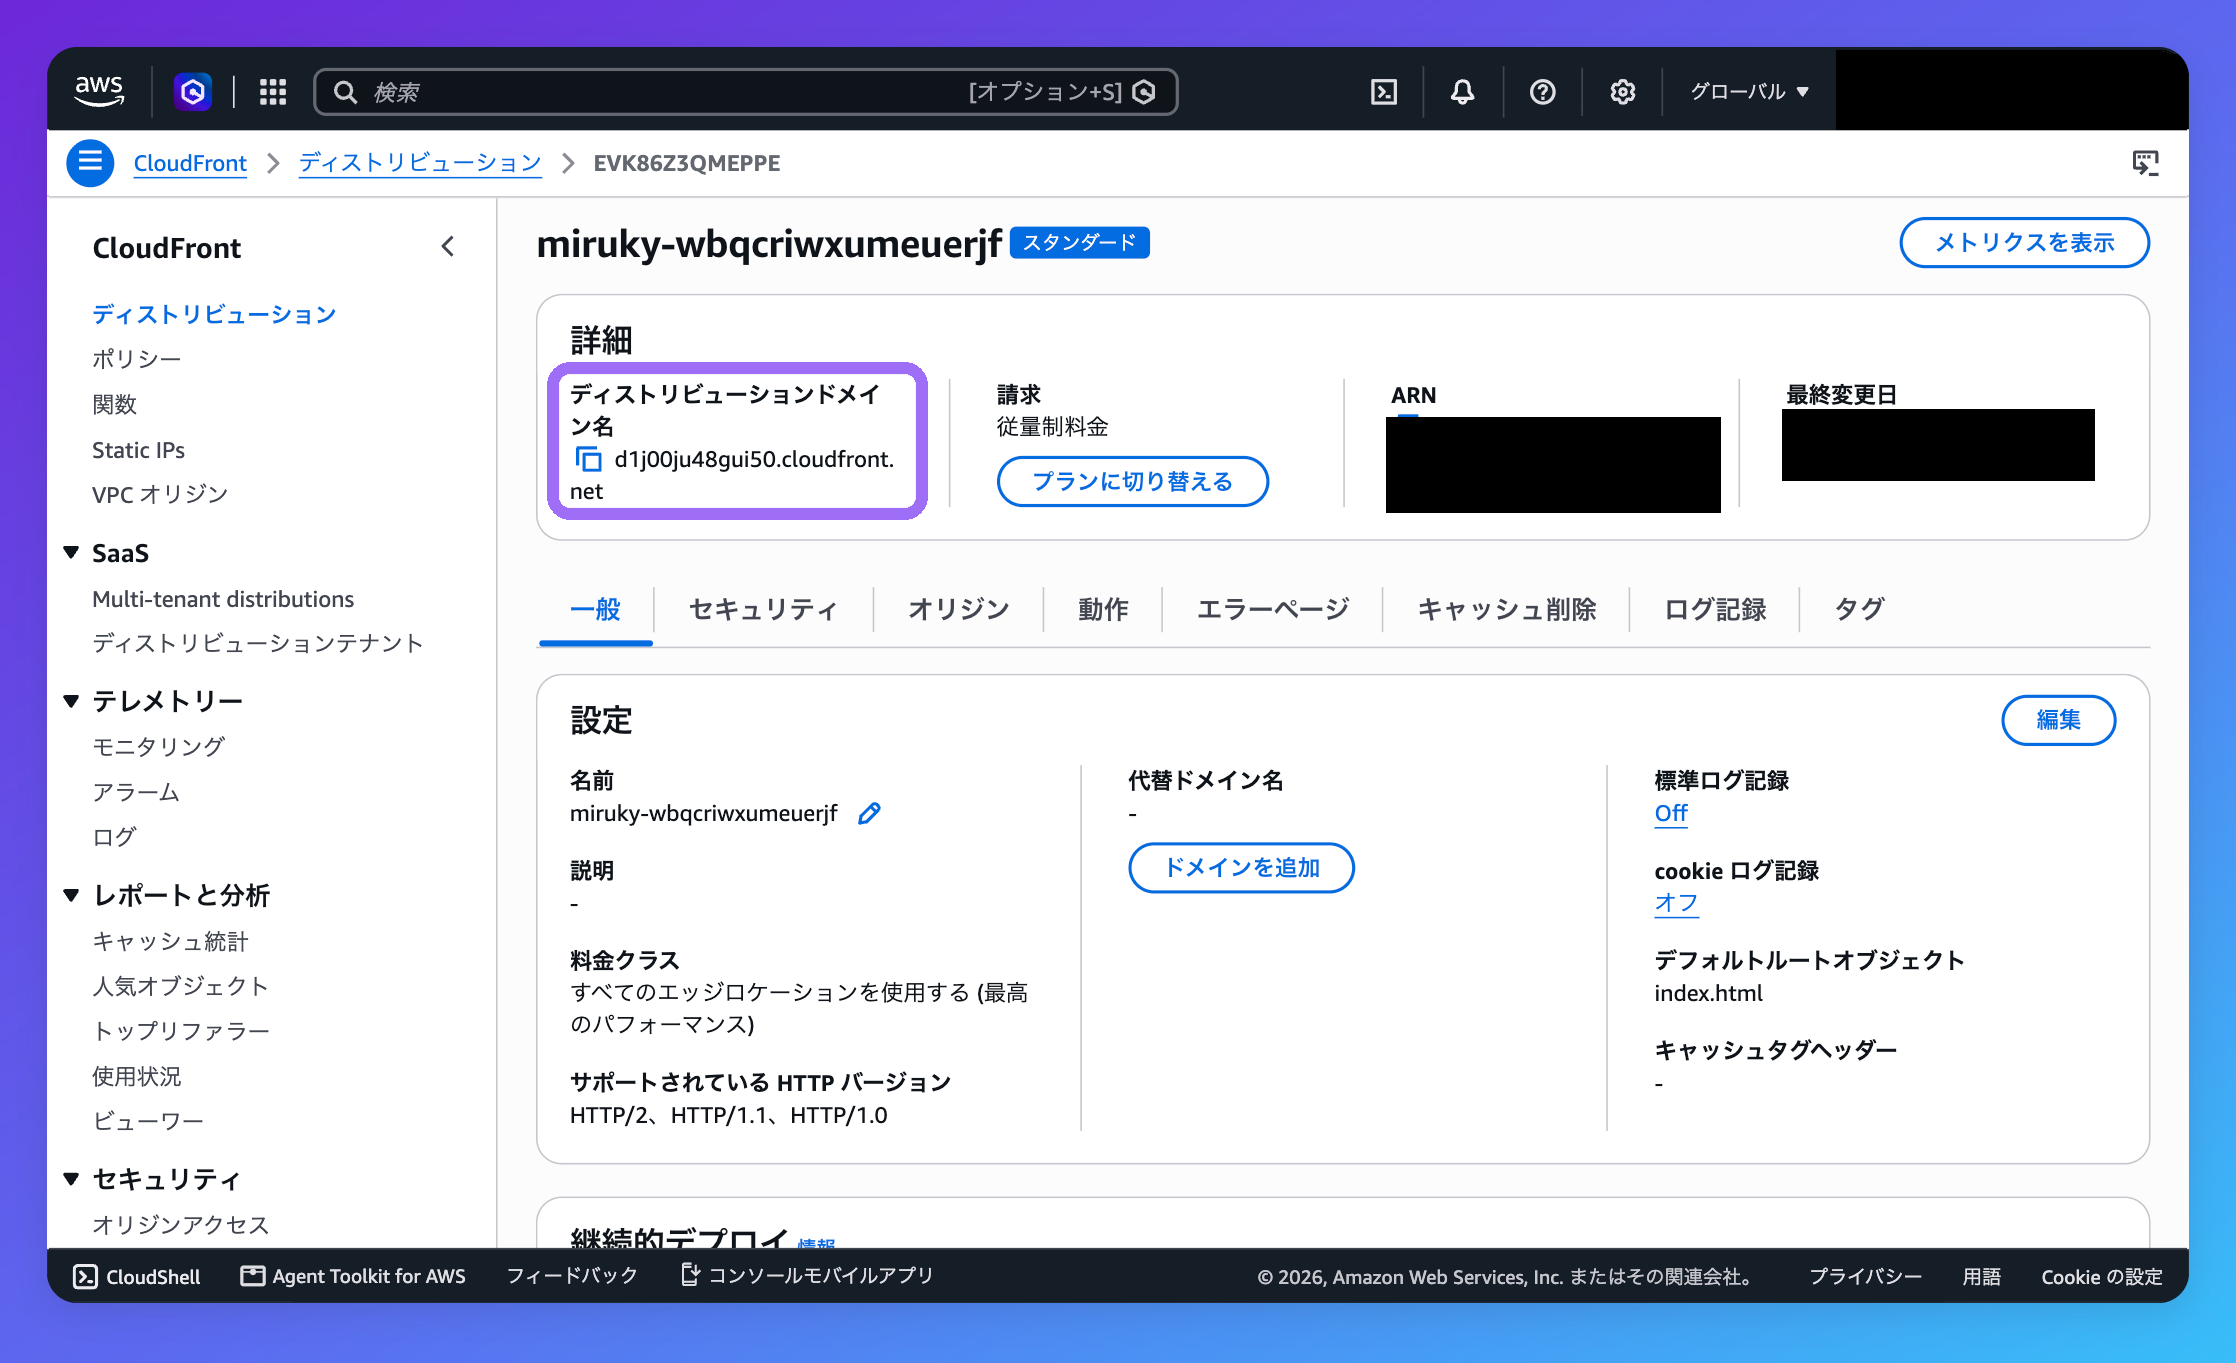 aws
検索
[オプション+S]
グローバル ▼
CloudFront
ディストリビューション
EVK86Z3QMEPPE
CloudFront
ディストリビューション
ポリシー
関数
Static IPs
VPC オリジン
SaaS
Multi-tenant distributions
ディストリビューションテナント
テレメトリー
モニタリング
アラーム
ログ
レポートと分析
キャッシュ統計
人気オブジェクト
トップリファラー
使用状況
ビューワー
セキュリティ
オリジンアクセス
miruky-wbqcriwxumeuerjf スタンダード
メトリクスを表示
詳細
ディストリビューションドメイ
ン名
d1j00ju48gui50.cloudfront.
net
請求
従量制料金
プランに切り替える
ARN
最終変更日
一般
セキュリティ
オリジン
動作
エラーページ
キャッシュ削除
ログ記録
タグ
設定
編集
名前
miruky-wbqcriwxumeuerjf
説明
-
料金クラス
すべてのエッジロケーションを使用する (最高
のパフォーマンス)
サポートされている HTTP バージョン
HTTP/2、HTTP/1.1、HTTP/1.0
代替ドメイン名
-
ドメインを追加
標準ログ記録
Off
cookie ログ記録
オフ
デフォルトルートオブジェクト
index.html
キャッシュタグヘッダー
-
継続的デプロイ 情報
CloudShell
Agent Toolkit for AWS
フィードバック
コンソールモバイルアプリ
© 2026, Amazon Web Services, Inc. またはその関連会社。
プライバシー
用語
Cookie の設定